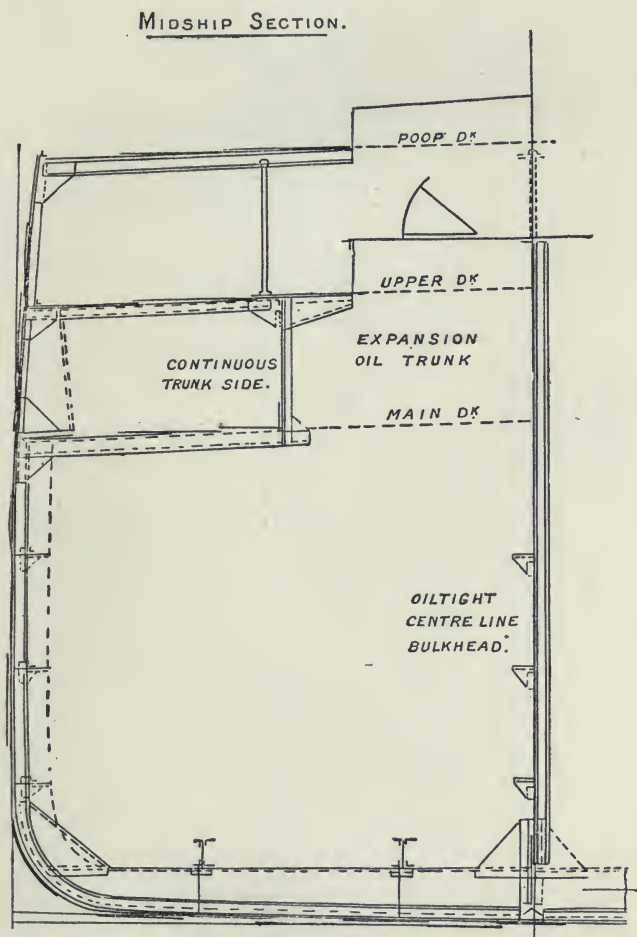 MIDSHIP SECTION.
POOP DK
UPPER DK
EXPANSION
OIL TRUNK
CONTINUOUS
TRUNK SIDE.
MAIN DK
OILTIGHT
CENTRE LINE
BULKHEAD.